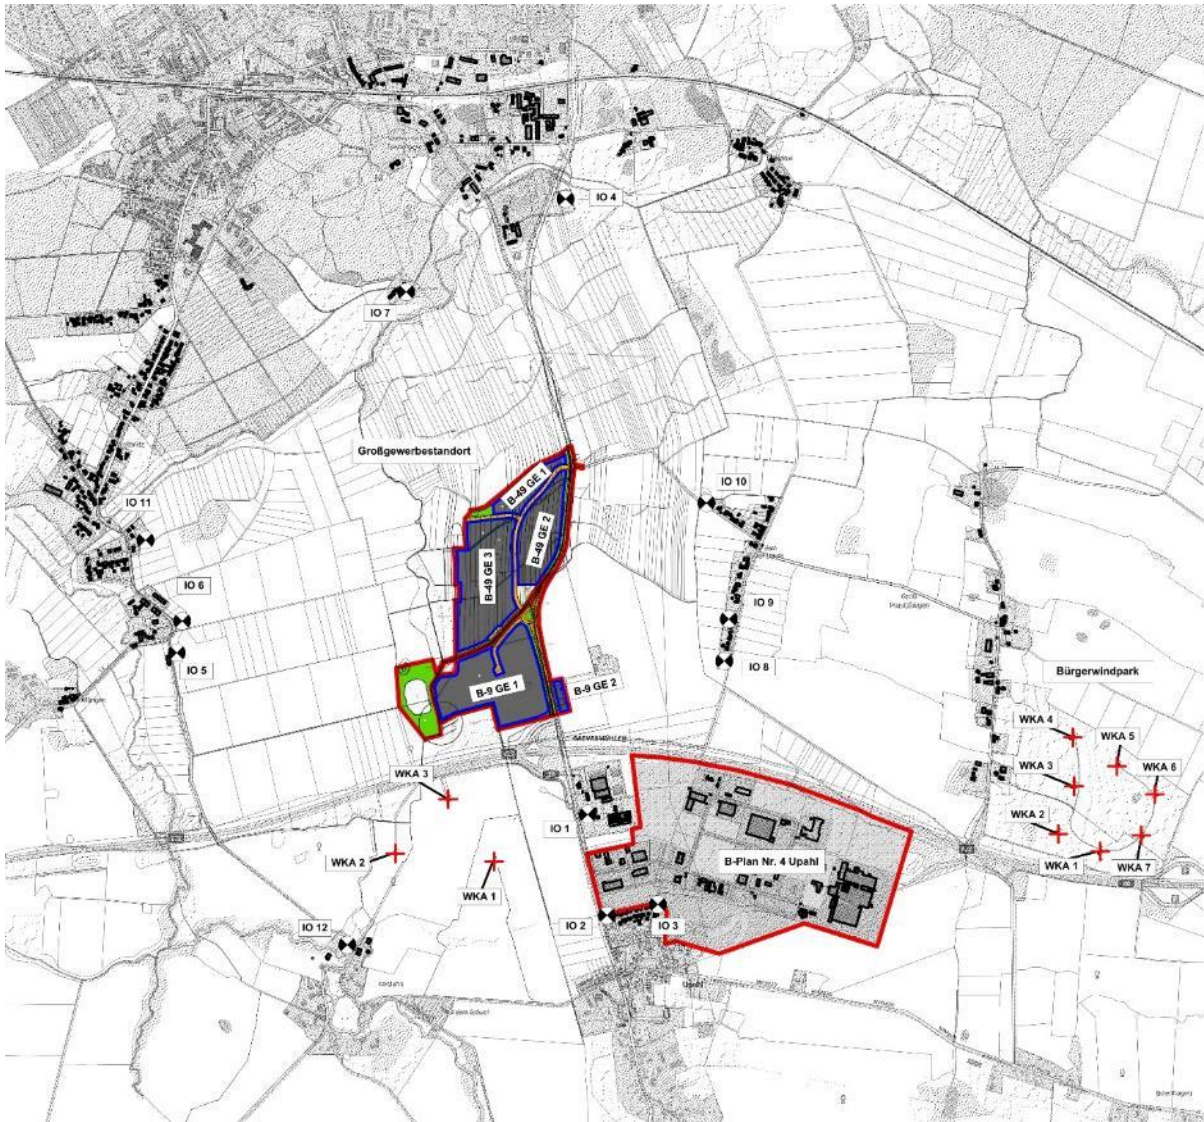 IO 4
IO 7
Großgewerbestandort
B-49 GE 1
IO 10
B-49 GE 2
IO 11
B-49 GE 3
IO 6
IO 9
IO 5
IO 8
Bürgerwindpark
B-9 GE 1
B-9 GE 2
WKA 4
WKA 5
WKA 3
WKA 3
WKA 6
IO 1
WKA 2
WKA 2
B-Plan Nr. 4 Upahl
WKA 1
WKA 7
WKA 1
IO 2
IO 3
IO 12
Upahl